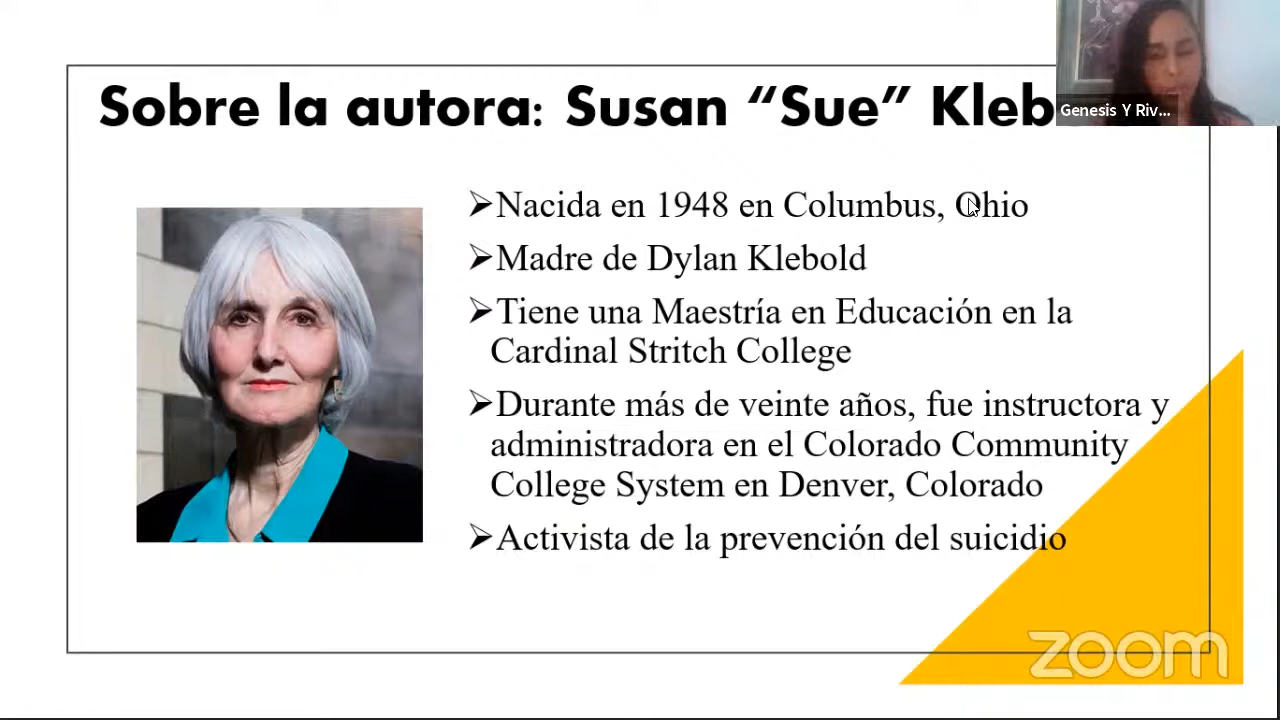 Sobre la autora: Susan “Sue” Kleb
Genesis Y Riv...
➢Nacida en 1948 en Columbus, Ohio
➢Madre de Dylan Klebold
➢Tiene una Maestría en Educación en la
Cardinal Stritch College
➢Durante más de veinte años, fue instructora y
administradora en el Colorado Community
College System en Denver, Colorado
➢Activista de la prevención del suicidio
zoom